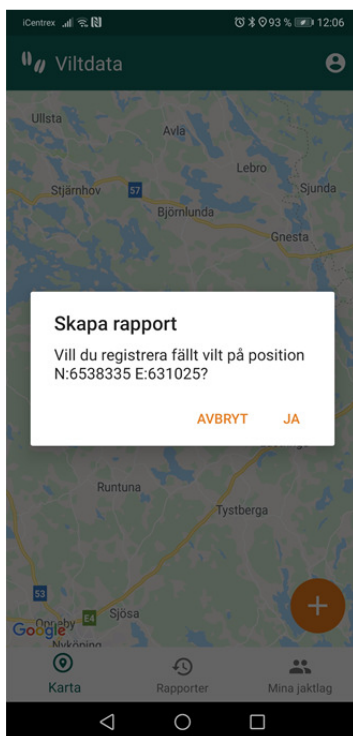 iCentrex 93 % 12:06
Viltdata
Ullsta
Avla
Lebro
Stjärnhov 57 Sjunda
Björnlunda
Gnesta
Skapa rapport
Vill du registrera fällt vilt på position
N:6538335 E:631025?
AVBRYT JA
Runtuna
Tystberga
53
E4 Sjösa
Google
Nyköping
Karta Rapporter Mina jaktlag